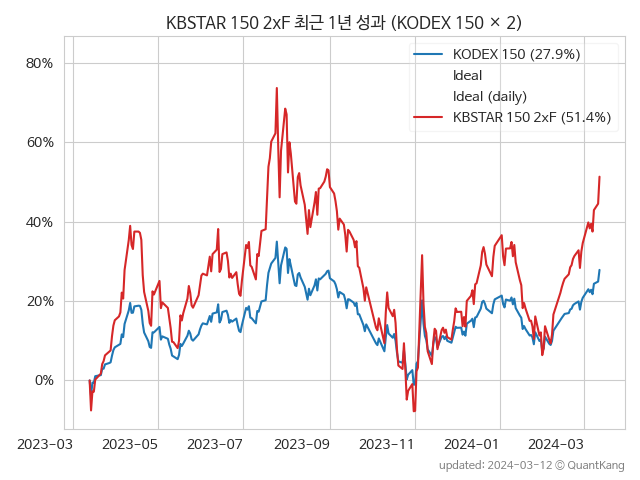 KBSTAR 150 2xF 최근 1년 성과 (KODEX 150 × 2)
KODEX 150 (27.9%)
Ideal
Ideal (daily)
KBSTAR 150 2xF (51.4%)
80%
60%
40%
20%
0%
2023-03 2023-05 2023-07 2023-09 2023-11 2024-01 2024-03
updated: 2024-03-12 © QuantKang